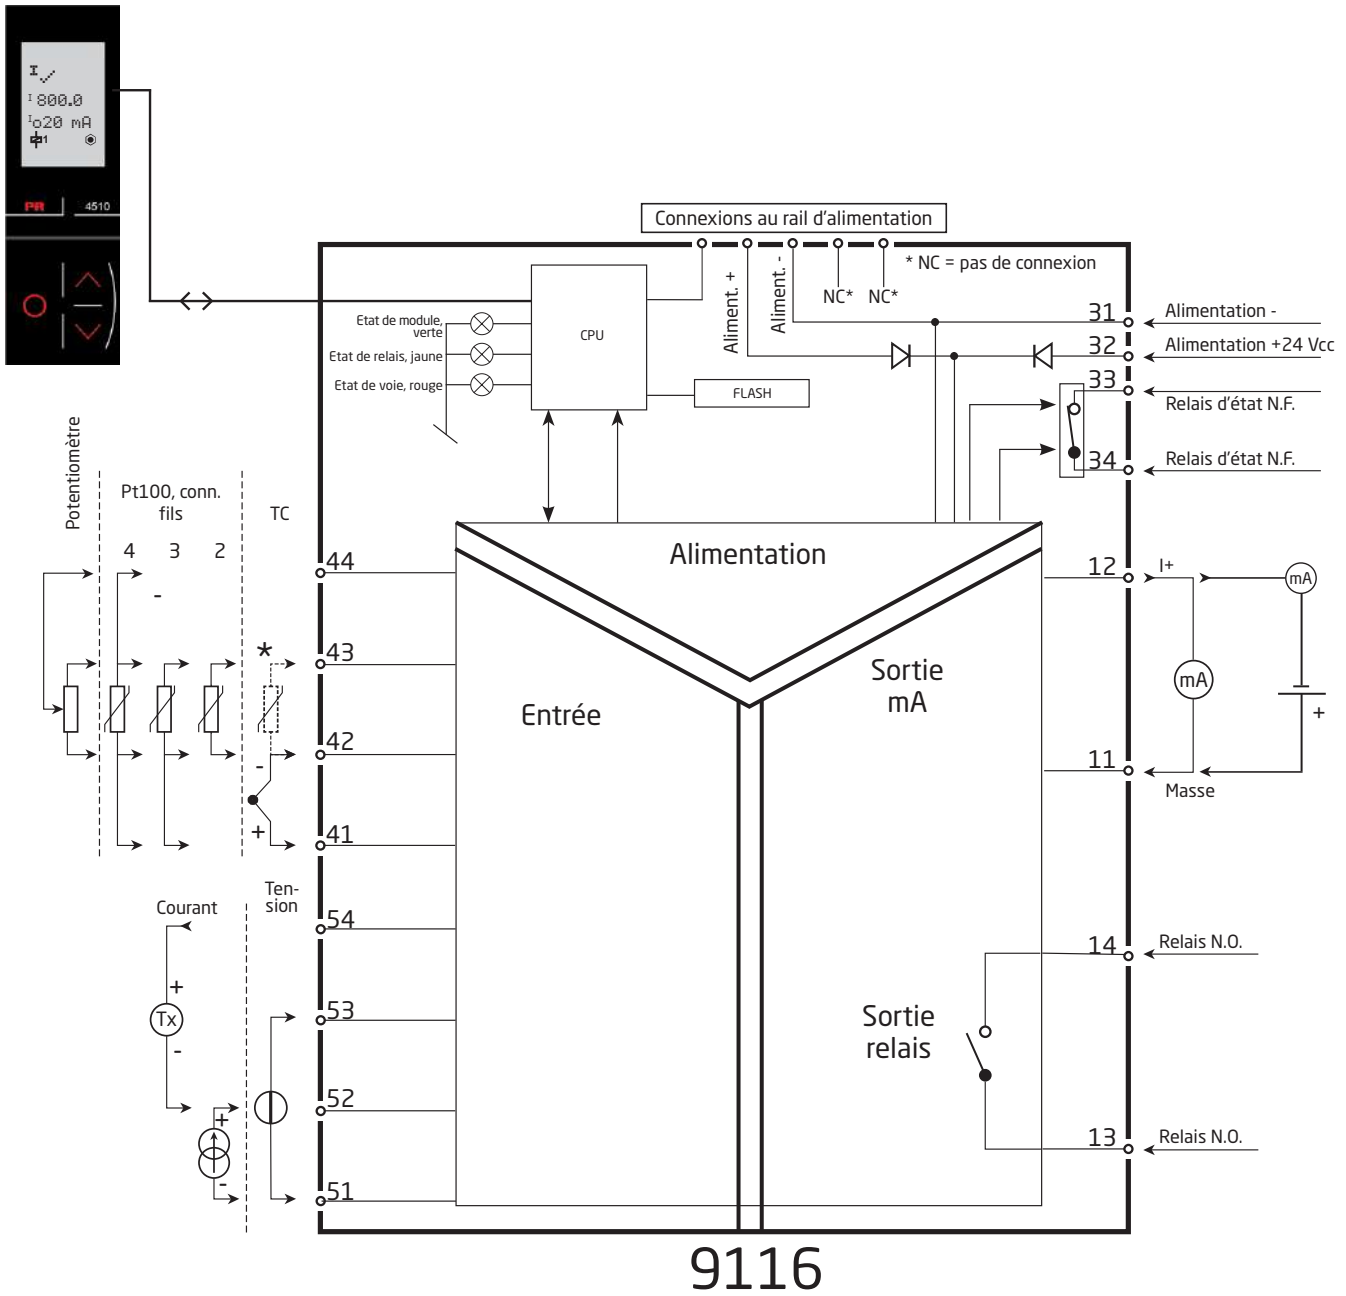 I
I 800.0
Io20 mA
1
PR
4510
Connexions au rail d'alimentation
* NC = pas de connexion
Aliment. +
Aliment. -
NC*
NC*
Etat de module,
verte
Etat de relais, jaune
Etat de voie, rouge
CPU
FLASH
31
Alimentation -
32
Alimentation +24 Vcc
33
Relais d'état N.F.
34
Relais d'état N.F.
Potentiomètre
Pt100, conn.
fils
4
3
2
TC
-
*
-
+
44
43
42
41
Alimentation
Entrée
Sortie
mA
12
I+
mA
mA
+
11
Masse
Courant
Ten-
sion
+
Tx
-
+
-
54
53
52
51
Sortie
relais
14
Relais N.O.
13
Relais N.O.
9116